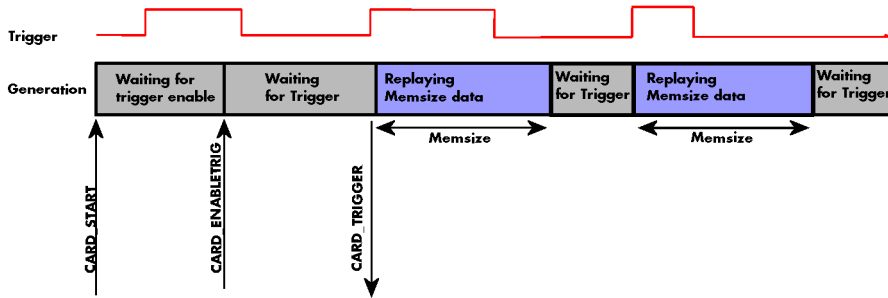 Trigger
Generation
Waiting for
trigger enable
Waiting
for Trigger
Replaying
Memsize data
Waiting
for Trigger
Replaying
Memsize data
Waiting
for Trigger
Memsize
Memsize
CARD_START
CARD_ENABLETRIG
CARD_TRIGGER